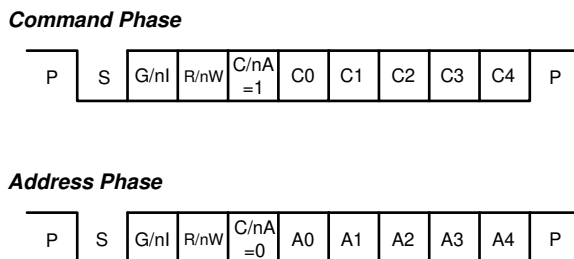 Command Phase
P S G/nI R/nW C/nA =1 C0 C1 C2 C3 C4 P
Address Phase
P S G/nI R/nW C/nA =0 A0 A1 A2 A3 A4 P